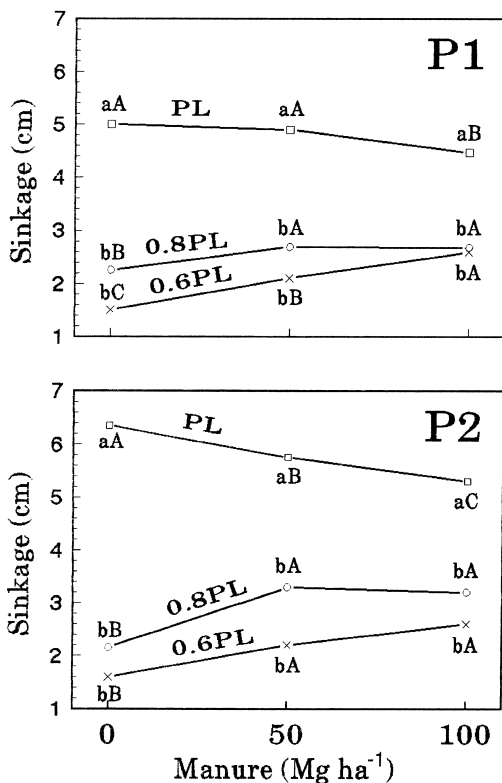 7
P1
6
aA
PL
aA
5
aB
4
Sinkage (cm)
3
bB
0.8PL
bA
bA
2
bC
0.6PL
bB
bA
1
7
P2
PL
6
aA
aB
aC
5
4
Sinkage (cm)
bA
bA
3
0.8PL
bB
2
0.6PL
bB
bA
bA
1
0 50 100
Manure (Mg ha⁻¹)